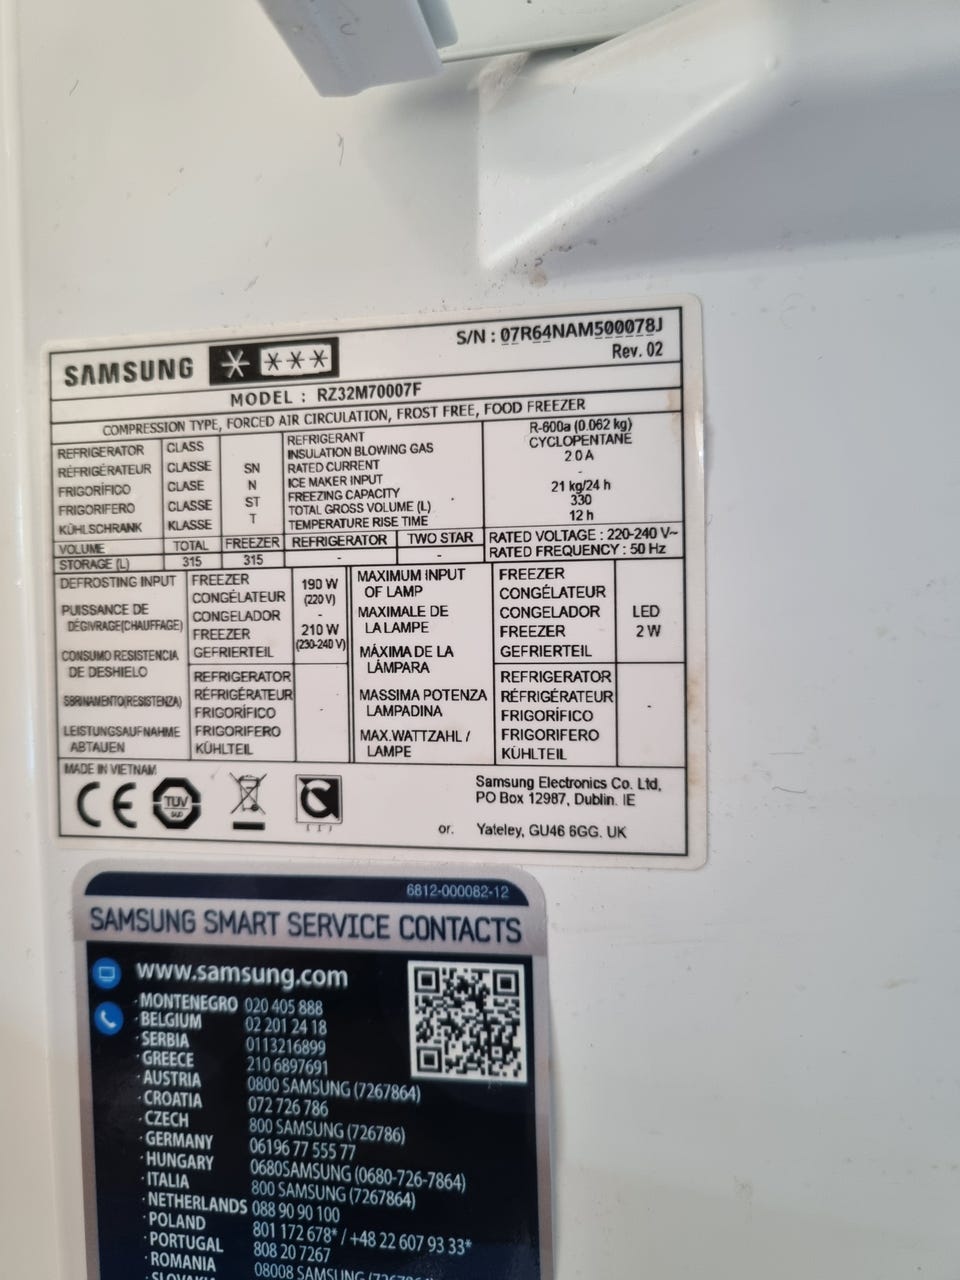 S/N : 07R64NAM500078J
Rev. 02
SAMSUNG
MODEL : RZ32M70007F
COMPRESSION TYPE, FORCED AIR CIRCULATION, FROST FREE, FOOD FREEZER
REFRIGERATOR
RÉFRIGÉRATEUR
FRIGORÍFICO
FRIGORIFERO
KÜHLSCHRANK
CLASS
CLASSE
CLASE
CLASSE
KLASSE
SN
N
ST
T
REFRIGERANT
INSULATION BLOWING GAS
RATED CURRENT
ICE MAKER INPUT
FREEZING CAPACITY
TOTAL GROSS VOLUME (L)
TEMPERATURE RISE TIME
R-600a (0.062 kg)
CYCLOPENTANE
2.0 A
-
21 kg/24 h
330
12 h
VOLUME TOTAL FREEZER REFRIGERATOR TWO STAR
STORAGE (L) 315 315 - -
RATED VOLTAGE : 220-240 V~
RATED FREQUENCY : 50 Hz
DEFROSTING INPUT
PUISSANCE DE
DÉGIVRAGE(CHAUFFAGE)
CONSUMO RESISTENCIA
DE DESHIELO
SBRINAMENTO(RESISTENZA)
LEISTUNGSAUFNAHME
ABTAUEN
FREEZER
CONGÉLATEUR
CONGELADOR
FREEZER
GEFRIERTEIL
190 W
(220 V)
-
210 W
(230-240 V)
REFRIGERATOR
RÉFRIGÉRATEUR
FRIGORÍFICO
FRIGORIFERO
KÜHLTEIL
-
MAXIMUM INPUT
OF LAMP
MAXIMALE DE
LA LAMPE
MÁXIMA DE LA
LÁMPARA
MASSIMA POTENZA
LAMPADINA
MAX.WATTZAHL /
LAMPE
FREEZER
CONGÉLATEUR
CONGELADOR
FREEZER
GEFRIERTEIL
LED
2 W
REFRIGERATOR
RÉFRIGÉRATEUR
FRIGORÍFICO
FRIGORIFERO
KÜHLTEIL
-
MADE IN VIETNAM
CE
TÜV
SÜD
Samsung Electronics Co. Ltd,
PO Box 12987, Dublin. IE
or. Yateley, GU46 6GG. UK
6812-000082-12
SAMSUNG SMART SERVICE CONTACTS
www.samsung.com
· MONTENEGRO 020 405 888
· BELGIUM 02 201 24 18
· SERBIA 0113216899
· GREECE 210 6897691
· AUSTRIA 0800 SAMSUNG (7267864)
· CROATIA 072 726 786
· CZECH 800 SAMSUNG (726786)
· GERMANY 06196 77 555 77
· HUNGARY 0680SAMSUNG (0680-726-7864)
· ITALIA 800 SAMSUNG (7267864)
· NETHERLANDS 088 90 90 100
· POLAND 801 172 678* / +48 22 607 93 33*
· PORTUGAL 808 20 7267
· ROMANIA 08008 SAMSUNG